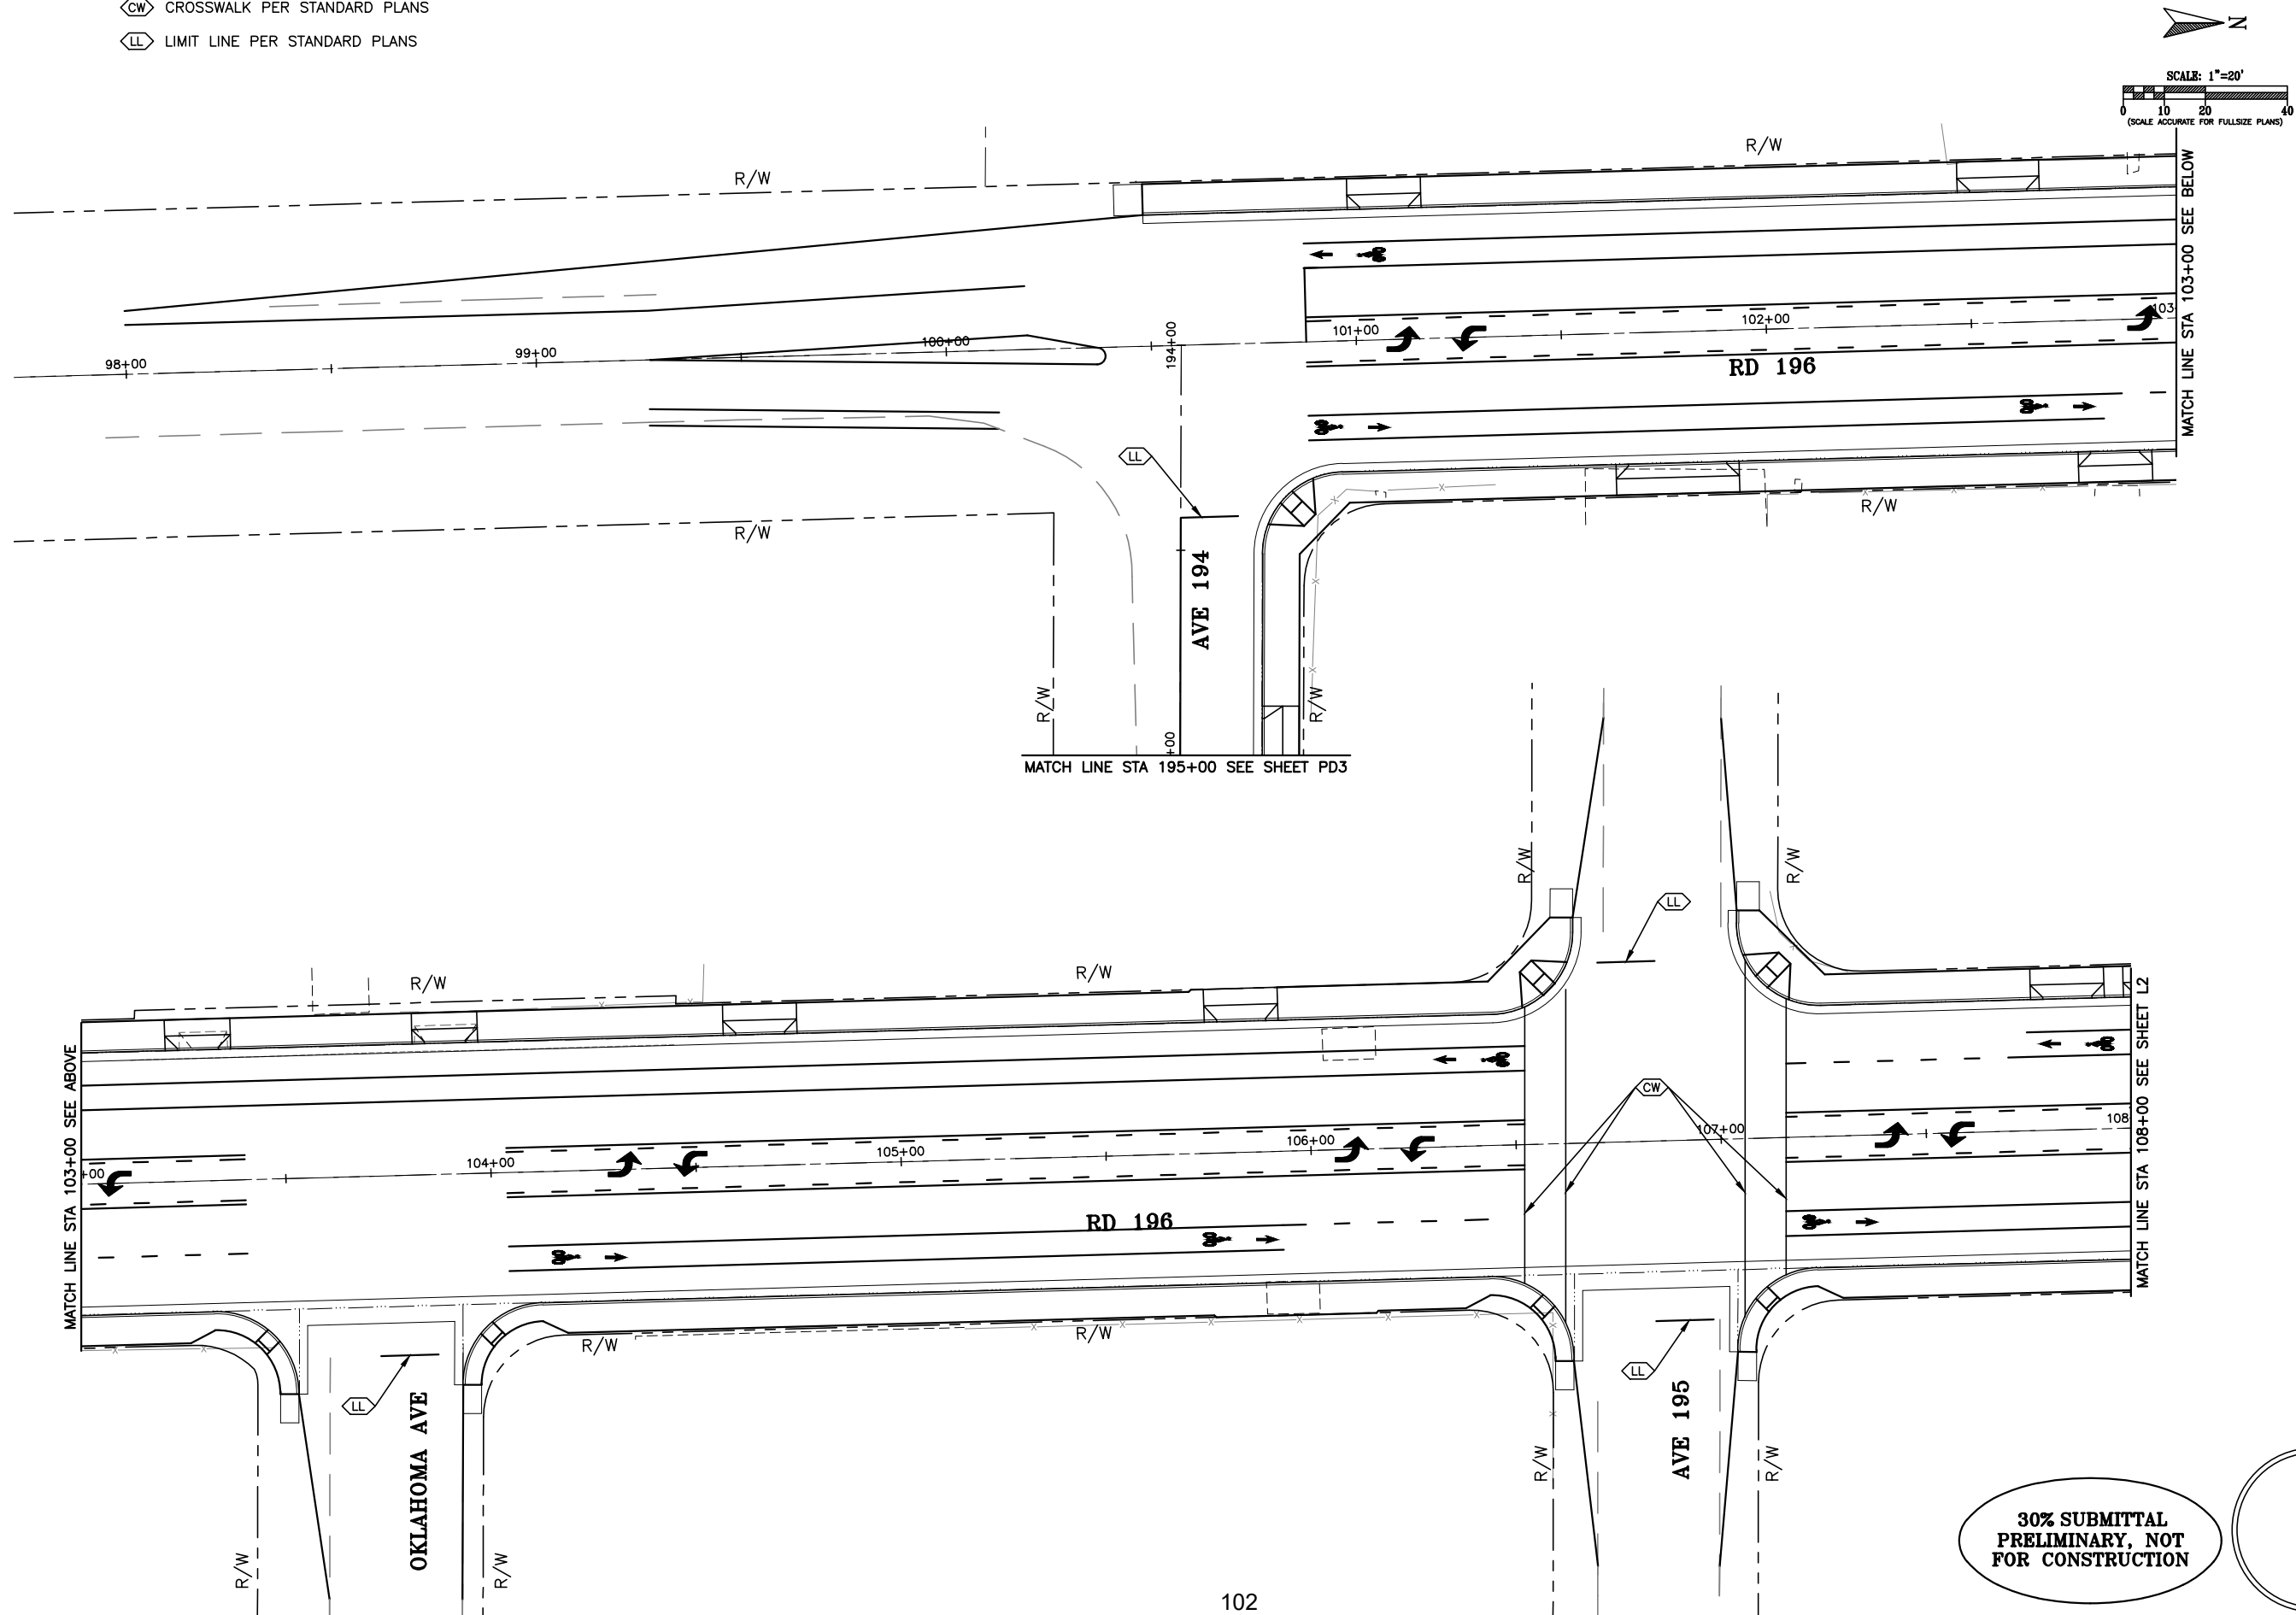 CW CROSSWALK PER STANDARD PLANS
LL LIMIT LINE PER STANDARD PLANS
N
SCALE: 1"=20'
0 10 20 40
(SCALE ACCURATE FOR FULLSIZE PLANS)
R/W
R/W
MATCH LINE STA 103+00 SEE BELOW
98+00
99+00
100+00
194+00
101+00
102+00
103
RD 196
LL
R/W
R/W
AVE 194
R/W
R/W
+00
MATCH LINE STA 195+00 SEE SHEET PD3
R/W
R/W
LL
R/W
R/W
MATCH LINE STA 103+00 SEE ABOVE
MATCH LINE STA 108+00 SEE SHEET L2
CW
+00
104+00
105+00
106+00
107+00
108
RD 196
R/W
R/W
LL
LL
OKLAHOMA AVE
AVE 195
R/W
R/W
R/W
R/W
30% SUBMITTAL
PRELIMINARY, NOT
FOR CONSTRUCTION
102